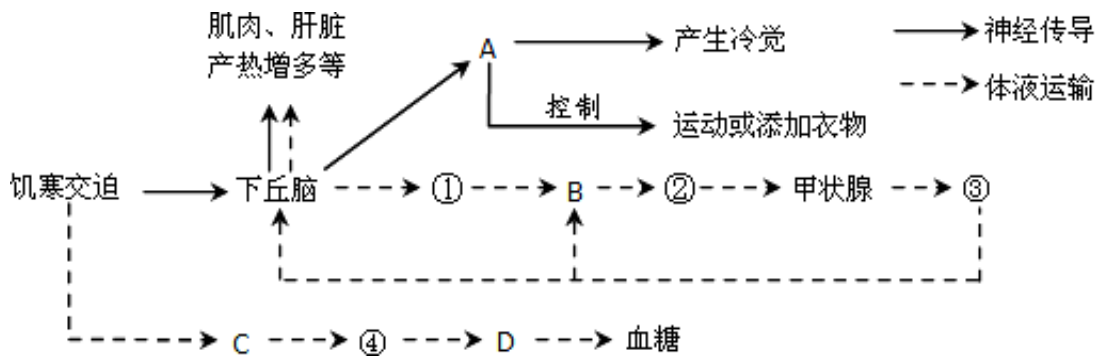 肌肉、肝脏
产热增多等
A
产生冷觉
神经传导
体液运输
控制
运动或添加衣物
饥寒交迫
下丘脑
①
B
②
甲状腺
③
C
④
D
血糖